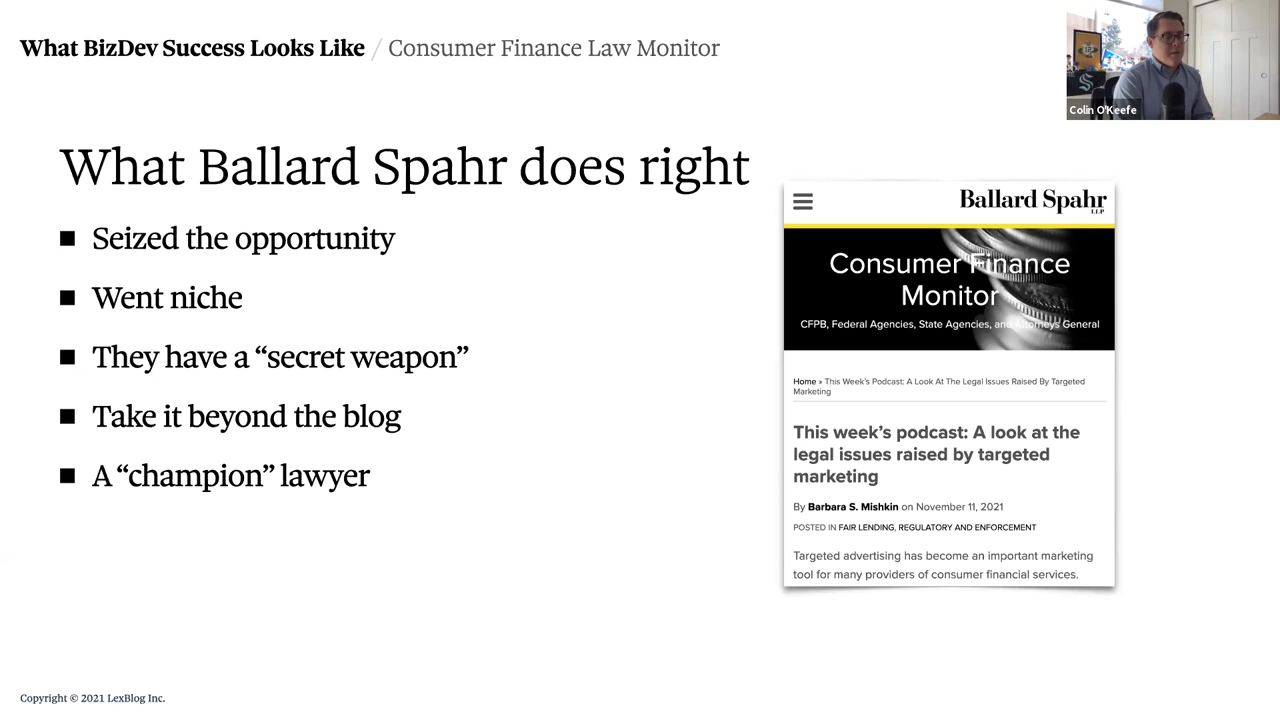 What BizDev Success Looks Like / Consumer Finance Law Monitor
Colin O'Keefe
What Ballard Spahr does right
■ Seized the opportunity
■ Went niche
■ They have a “secret weapon”
■ Take it beyond the blog
■ A “champion” lawyer
Ballard Spahr
LLP
Consumer Finance
Monitor
CFPB, Federal Agencies, State Agencies, and Attorneys General
Home » This Week’s Podcast: A Look At The Legal Issues Raised By Targeted
Marketing
This week’s podcast: A look at the
legal issues raised by targeted
marketing
By Barbara S. Mishkin on November 11, 2021
POSTED IN FAIR LENDING, REGULATORY AND ENFORCEMENT
Targeted advertising has become an important marketing
tool for many providers of consumer financial services.
Copyright © 2021 LexBlog Inc.